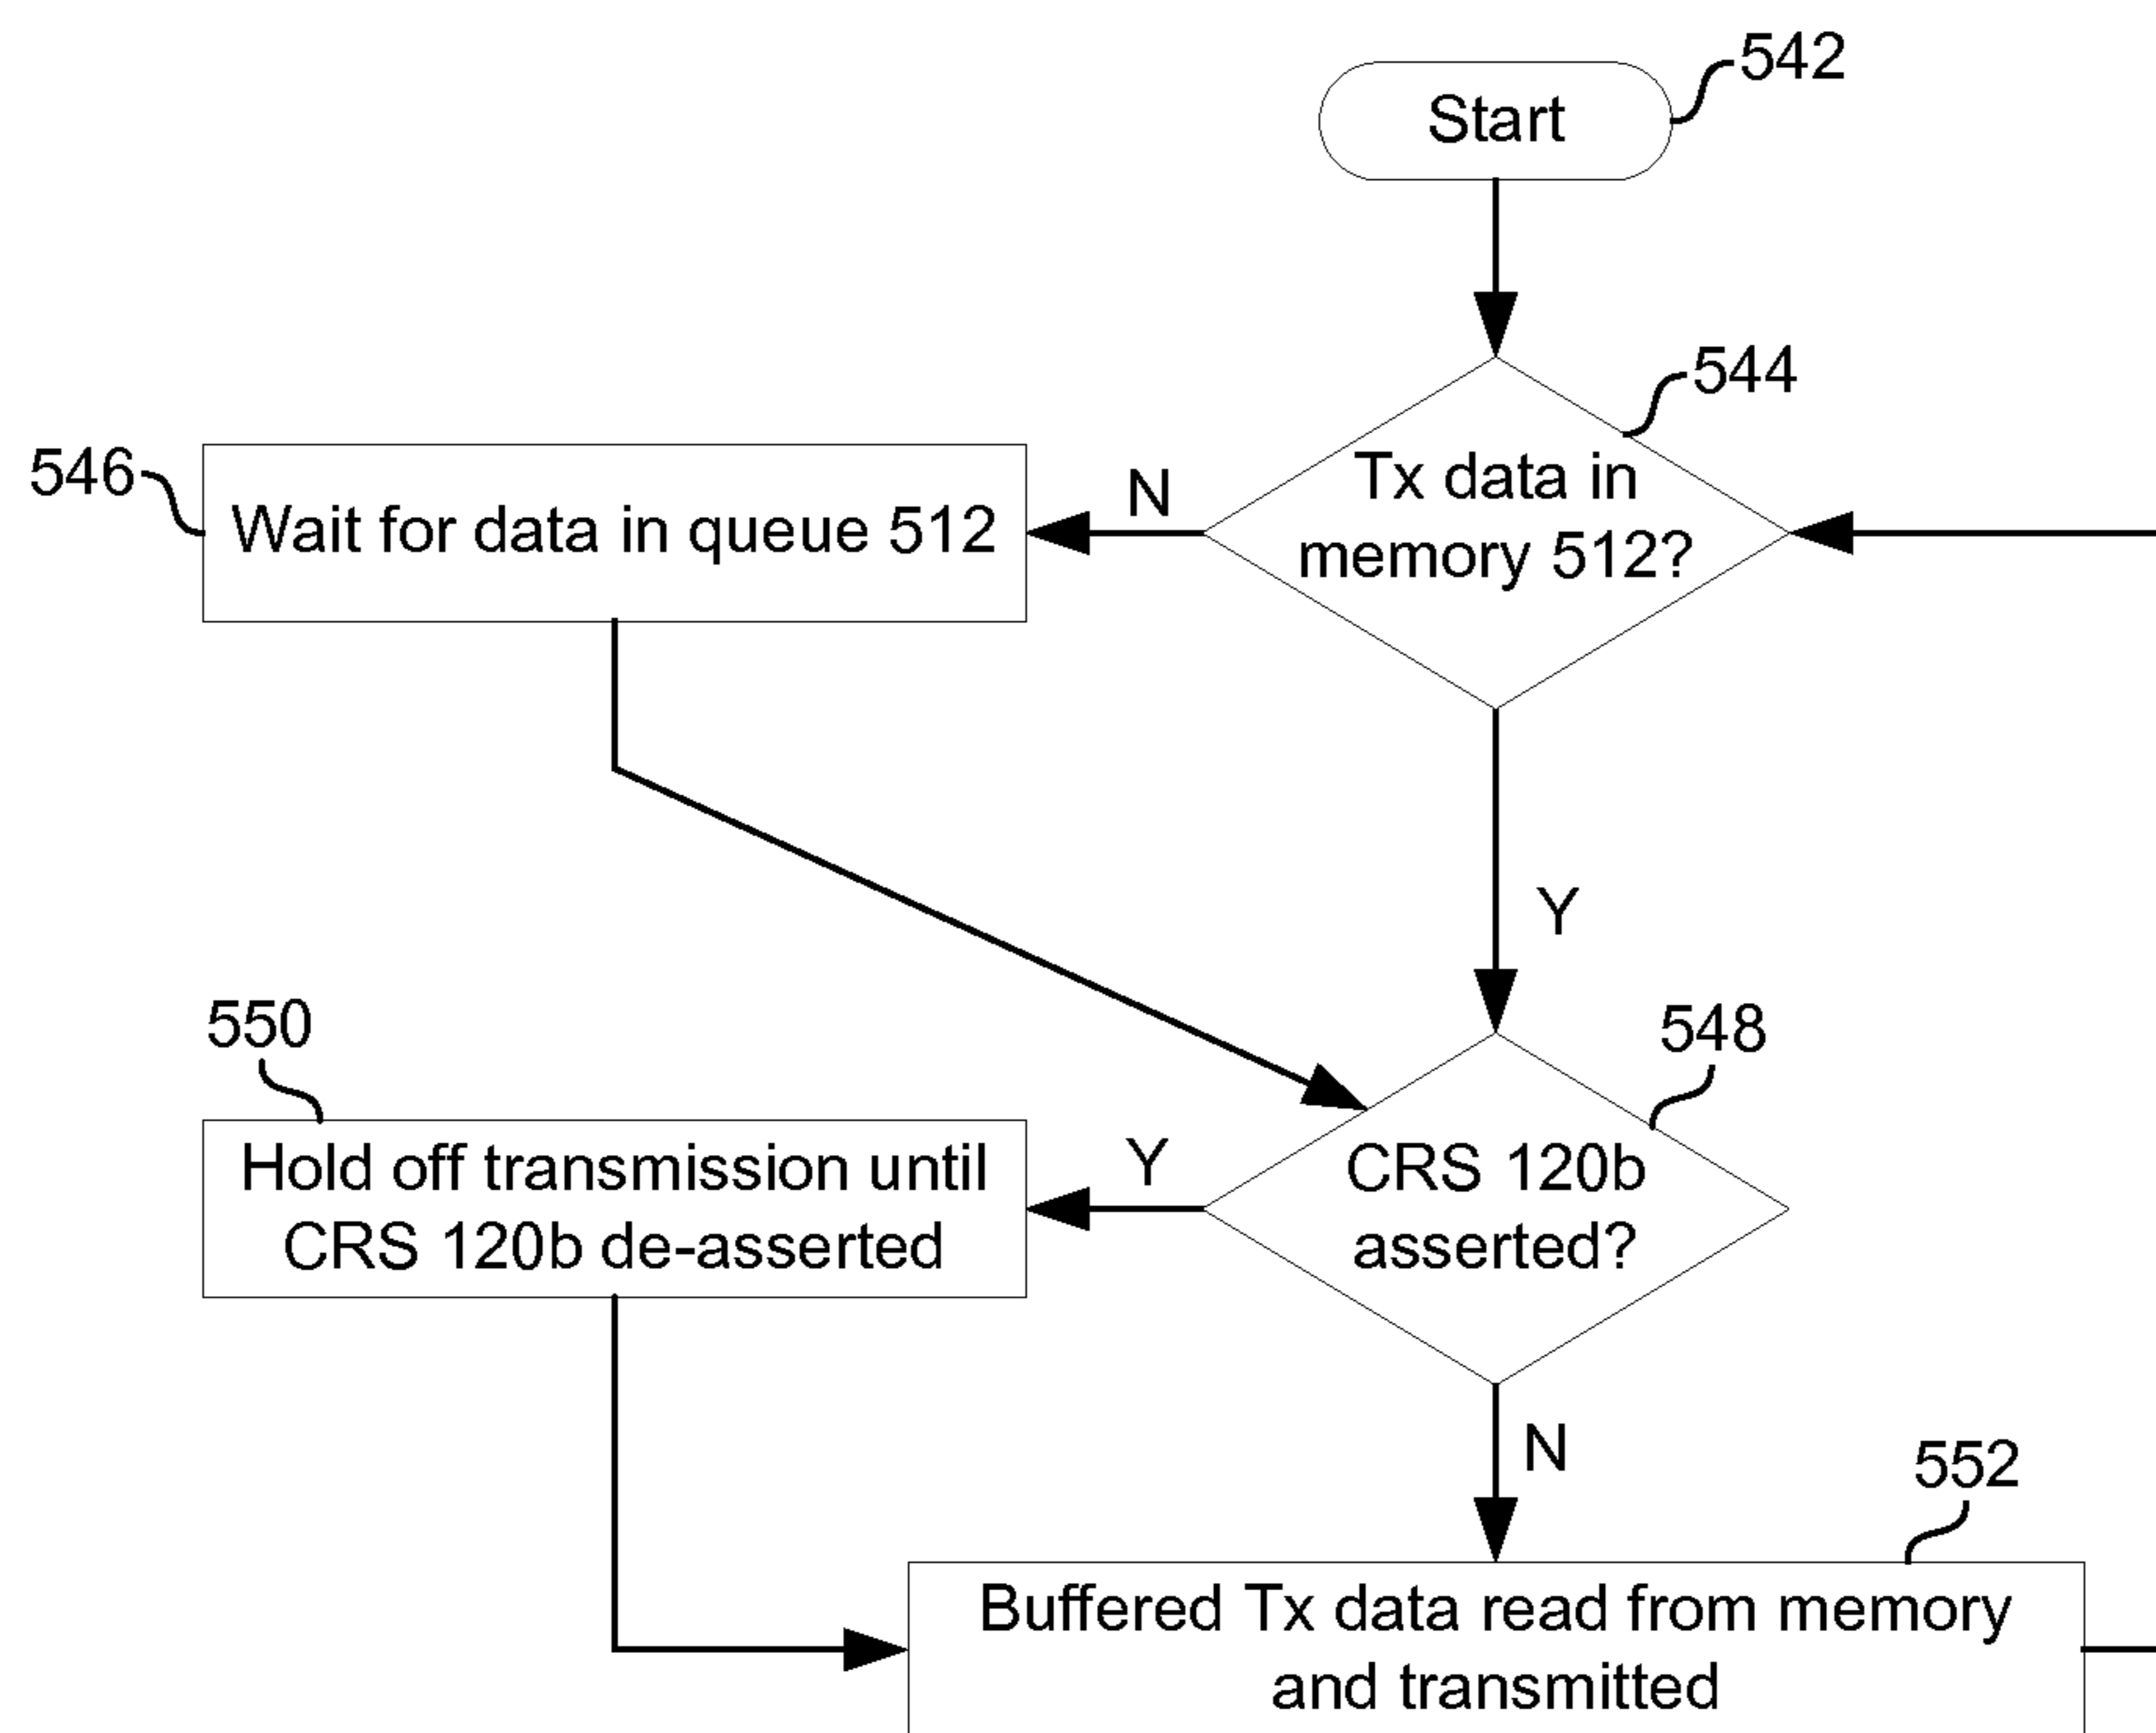 Start
542
544
Tx data in
memory 512?
N
546
Wait for data in queue 512
Y
548
CRS 120b
asserted?
Y
550
Hold off transmission until
CRS 120b de-asserted
N
552
Buffered Tx data read from memory
and transmitted